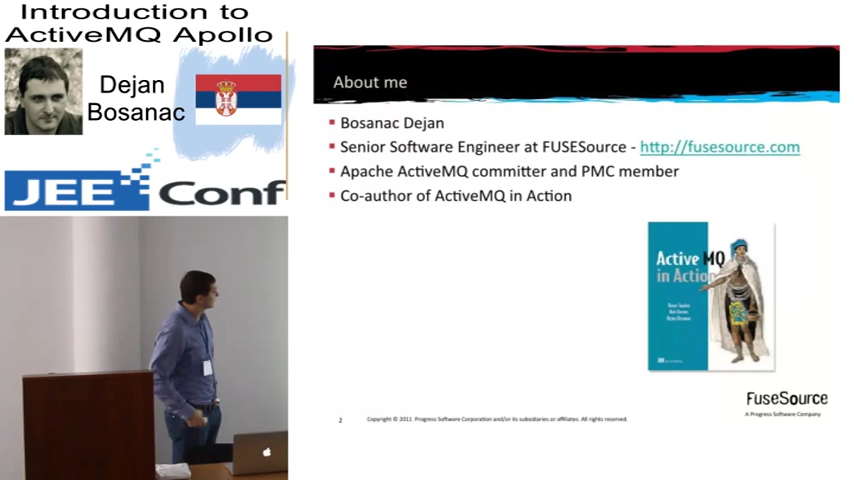 Introduction to
ActiveMQ Apollo
Dejan
Bosanac
JEE Conf
About me
Bosanac Dejan
Senior Software Engineer at FUSESource - http://fusesource.com
Apache ActiveMQ committer and PMC member
Co-author of ActiveMQ in Action
Active MQ
in Action
FuseSource
A Progress Software Company
2
Copyright © 2011 Progress Software Corporation and/or its subsidiaries or affiliates. All rights reserved.